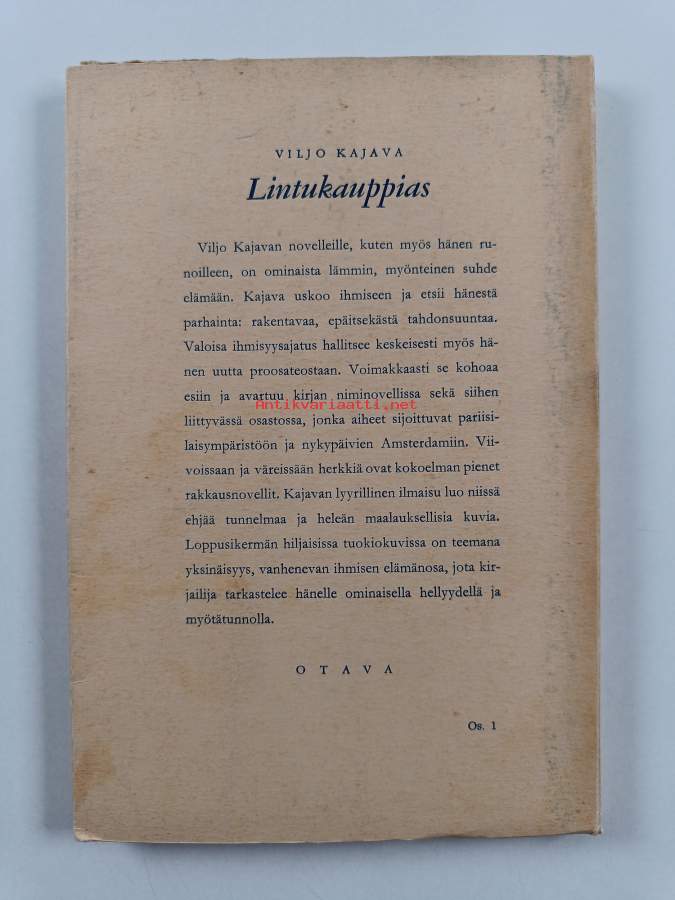 VILJO KAJAVA
Lintukauppias
Viljo Kajavan novelleille, kuten myös hänen ru-
noilleen, on ominaista lämmin, myönteinen suhde
elämään. Kajava uskoo ihmiseen ja etsii hänestä
parhainta: rakentavaa, epäitsekästä tahdonsuuntaa.
Valoisa ihmisyysajatus hallitsee keskeisesti myös hä-
nen uutta proosateostaan. Voimakkaasti se kohoaa
esiin ja avartuu kirjan niminovellissa sekä siihen
Antikvariaatti.net
liittyvässä osastossa, jonka aiheet sijoittuvat pariisi-
laisympäristöön ja nykypäivien Amsterdamiin. Vii-
voissaan ja väreissään herkkiä ovat kokoelman pienet
rakkausnovellit. Kajavan lyyrillinen ilmaisu luo niissä
ehjää tunnelmaa ja heleän maalauksellisia kuvia.
Loppusikermän hiljaisissa tuokiokuvissa on teemana
yksinäisyys, vanhenevan ihmisen elämänosa, jota kir-
jailija tarkastelee hänelle ominaisella hellyydellä ja
myötätunnolla.
OTAVA
Os. 1